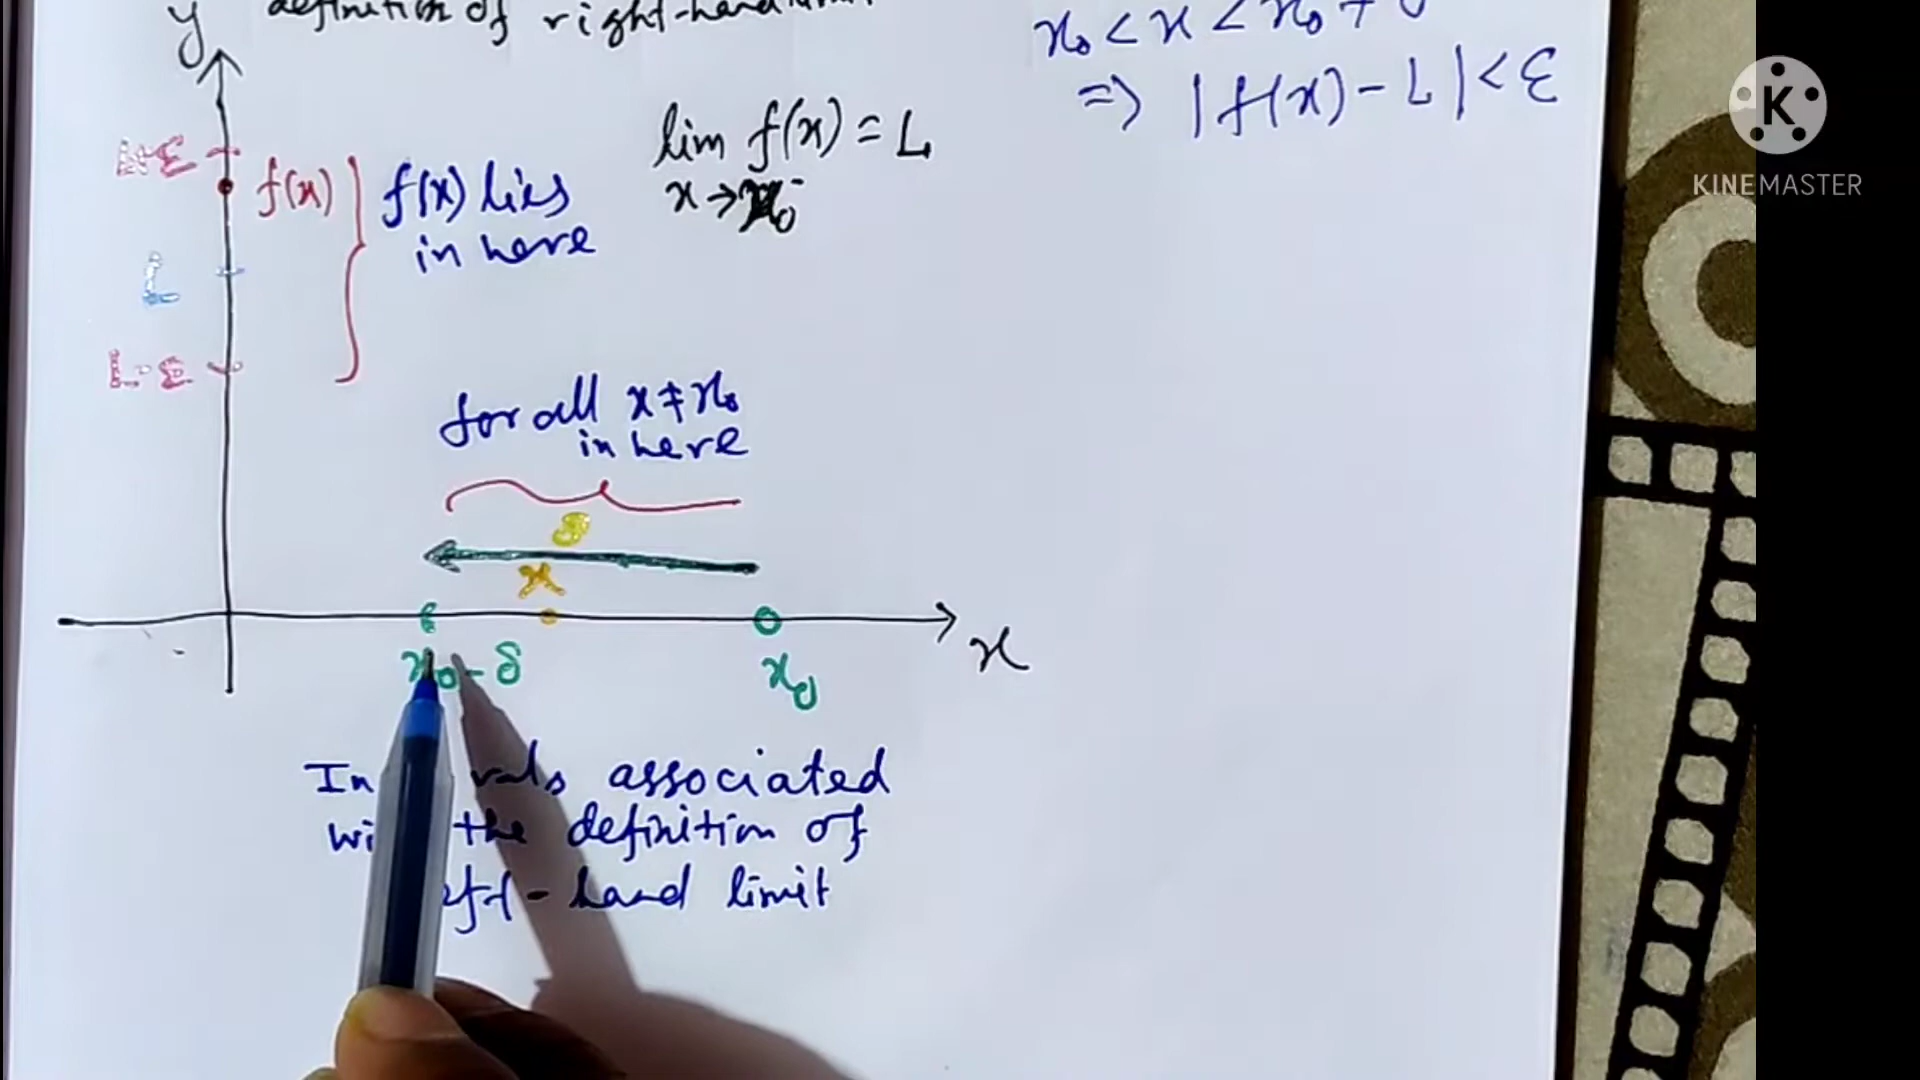 definition of right-hand limit
y
x₀ < x < x₀ + δ
⇒ |f(x) - L| < ε
lim f(x) = L
x → x₀⁻
L+ε
f(x)
f(x) lies
in here
L
L-ε
for all x ≠ x₀
in here
δ
x
x
x₀ - δ
x₀
associated
the definition of
hand limit
K
KINEMASTER